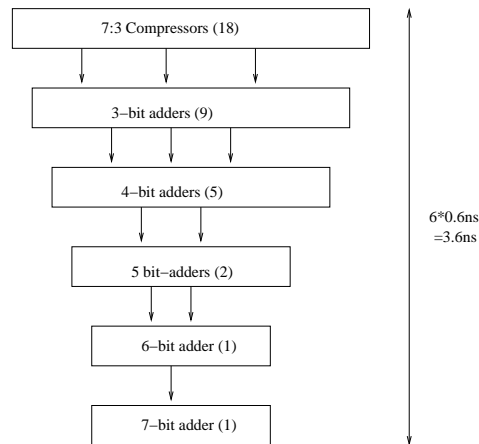 7:3 Compressors (18)
3−bit adders (9)
4−bit adders (5)
6*0.6ns
=3.6ns
5 bit−adders (2)
6−bit adder (1)
7−bit adder (1)